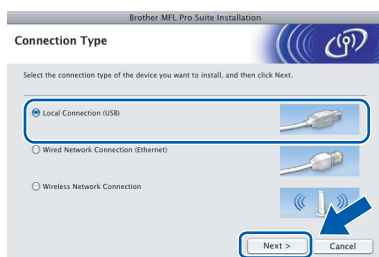 Brother MFL Pro Suite Installation
Connection Type
Select the connection type of the device you want to install, and then click Next.
Local Connection (USB)
Wired Network Connection (Ethernet)
Wireless Network Connection
Next >
Cancel